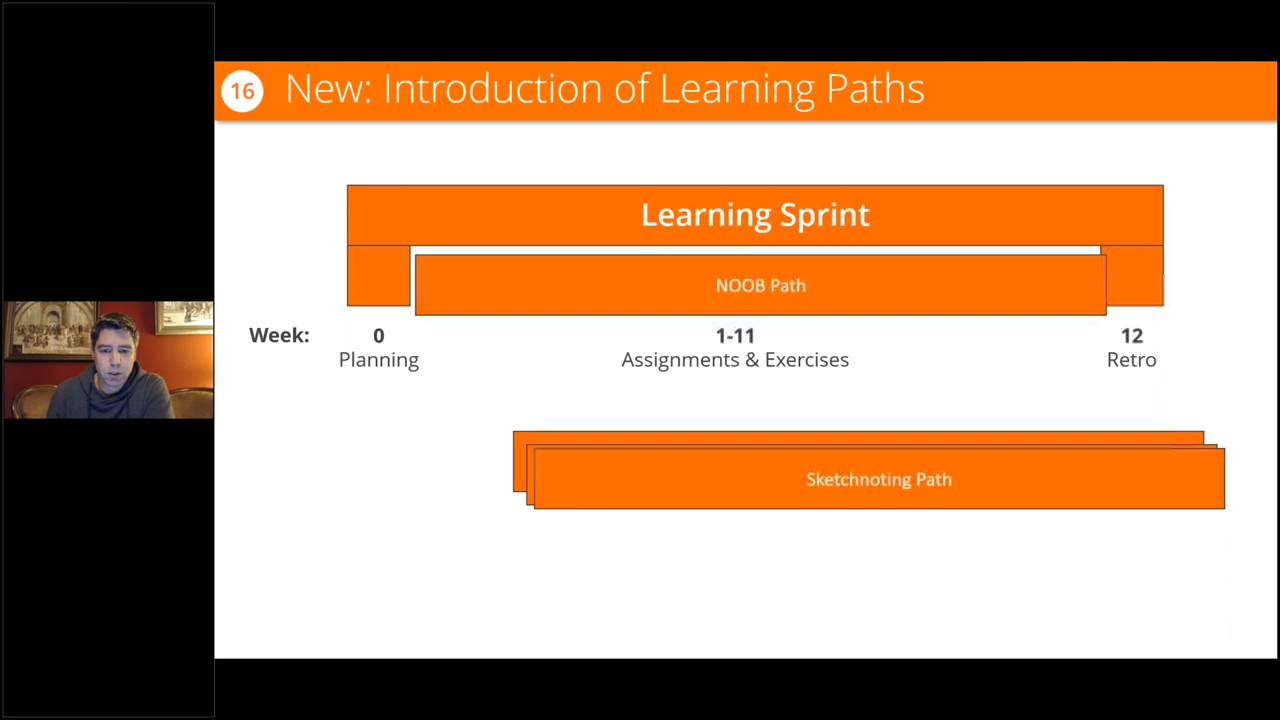 16 New: Introduction of Learning Paths
Learning Sprint
NOOB Path
Week: 0 1-11 12
Planning Assignments & Exercises Retro
Sketchnoting Path